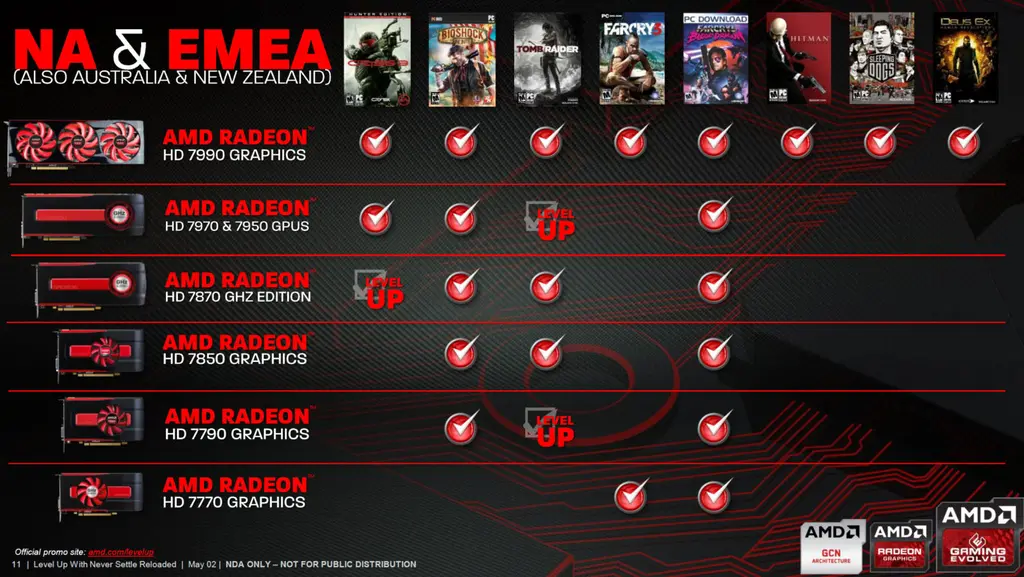 NA & EMEA
(ALSO AUSTRALIA & NEW ZEALAND)
HUNTER EDITION
CRYSIS 3
PC
BIOSHOCK
INFINITE
TOMB RAIDER
PC
FARCRY 3
PC DOWNLOAD
FARCRY 3
BLOOD DRAGON
HITMAN
PC
SLEEPING
DOGS
DEUS EX
PC
AMD RADEON™
HD 7990 GRAPHICS
AMD RADEON™
HD 7970 & 7950 GPUS
GHZ
LEVEL
UP
AMD RADEON™
HD 7870 GHZ EDITION
GHZ
LEVEL
UP
AMD RADEON™
HD 7850 GRAPHICS
AMD RADEON™
HD 7790 GRAPHICS
LEVEL
UP
AMD RADEON™
HD 7770 GRAPHICS
AMD
GCN
ARCHITECTURE
AMD
RADEON
GRAPHICS
AMD
GAMING
EVOLVED
Official promo site: amd.com/levelup
11 | Level Up With Never Settle Reloaded | May 02 | NDA ONLY – NOT FOR PUBLIC DISTRIBUTION